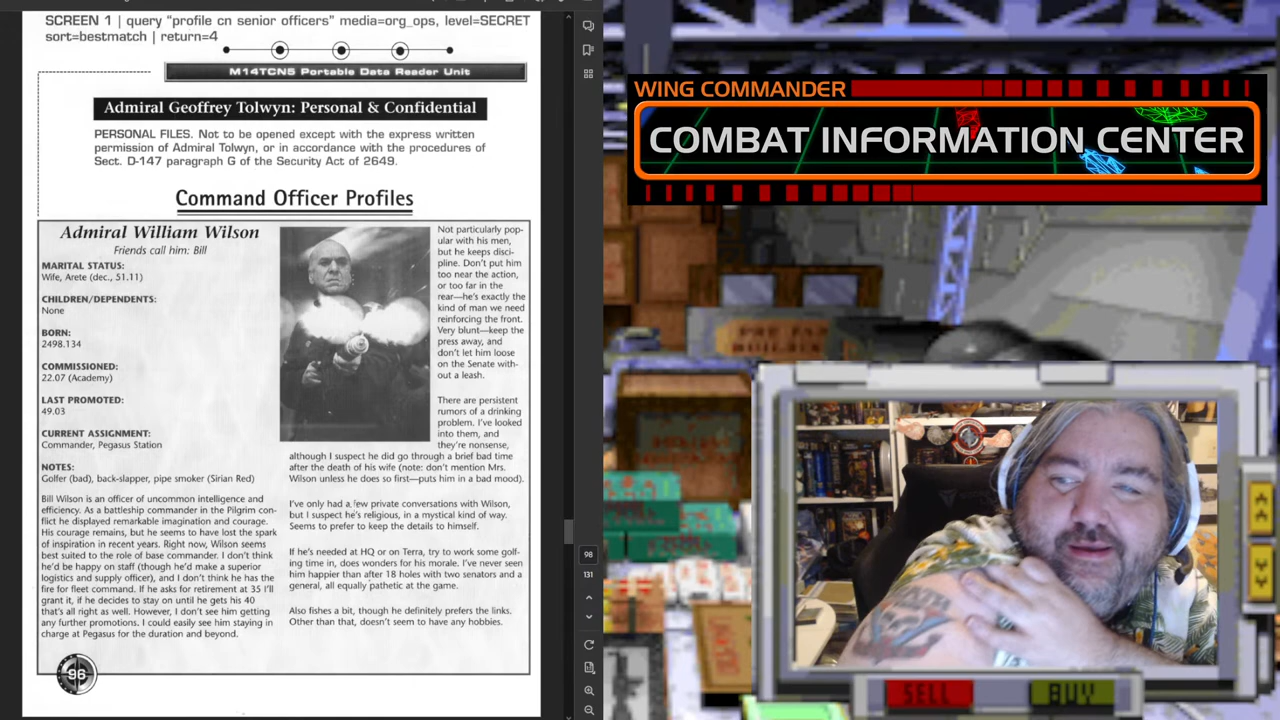 SCREEN 1 | query "profile cn senior officers" media=org_ops, level=SECRET
sort=bestmatch | return=4
M14TCN5 Portable Data Reader Unit
Admiral Geoffrey Tolwyn: Personal & Confidential
PERSONAL FILES. Not to be opened except with the express written
permission of Admiral Tolwyn, or in accordance with the procedures of
Sect. D-147 paragraph G of the Security Act of 2649.
Command Officer Profiles
Admiral William Wilson
Friends call him: Bill
MARITAL STATUS:
Wife, Arete (dec., 51.11)
CHILDREN/DEPENDENTS:
None
BORN:
2498.134
COMMISSIONED:
22.07 (Academy)
LAST PROMOTED:
49.03
CURRENT ASSIGNMENT:
Commander, Pegasus Station
NOTES:
Golfer (bad), back-slapper, pipe smoker (Sirian Red)
Bill Wilson is an officer of uncommon intelligence and
efficiency. As a battleship commander in the Pilgrim con-
flict he displayed remarkable imagination and courage.
His courage remains, but he seems to have lost the spark
of inspiration in recent years. Right now, Wilson seems
best suited to the role of base commander. I don't think
he'd be happy on staff (though he'd make a superior
logistics and supply officer), and I don't think he has the
fire for fleet command. If he asks for retirement at 35 I'll
grant it, if he decides to stay on until he gets his 40
that's all right as well. However, I don't see him getting
any further promotions. I could easily see him staying in
charge at Pegasus for the duration and beyond.
Not particularly pop-
ular with his men,
but he keeps disci-
pline. Don't put him
too near the action,
or too far in the
rear—he's exactly the
kind of man we need
reinforcing the front.
Very blunt—keep the
press away, and
don't let him loose
on the Senate with-
out a leash.
There are persistent
rumors of a drinking
problem. I've looked
into them, and
they're nonsense,
although I suspect he did go through a brief bad time
after the death of his wife (note: don't mention Mrs.
Wilson unless he does so first—puts him in a bad mood).
I've only had a few private conversations with Wilson,
but I suspect he's religious, in a mystical kind of way.
Seems to prefer to keep the details to himself.
If he's needed at HQ or on Terra, try to work some golf-
ing time in, does wonders for his morale. I've never seen
him happier than after 18 holes with two senators and a
general, all equally pathetic at the game.
Also fishes a bit, though he definitely prefers the links.
Other than that, doesn't seem to have any hobbies.
96
98
131
WING COMMANDER
COMBAT INFORMATION CENTER
SELL
BUY